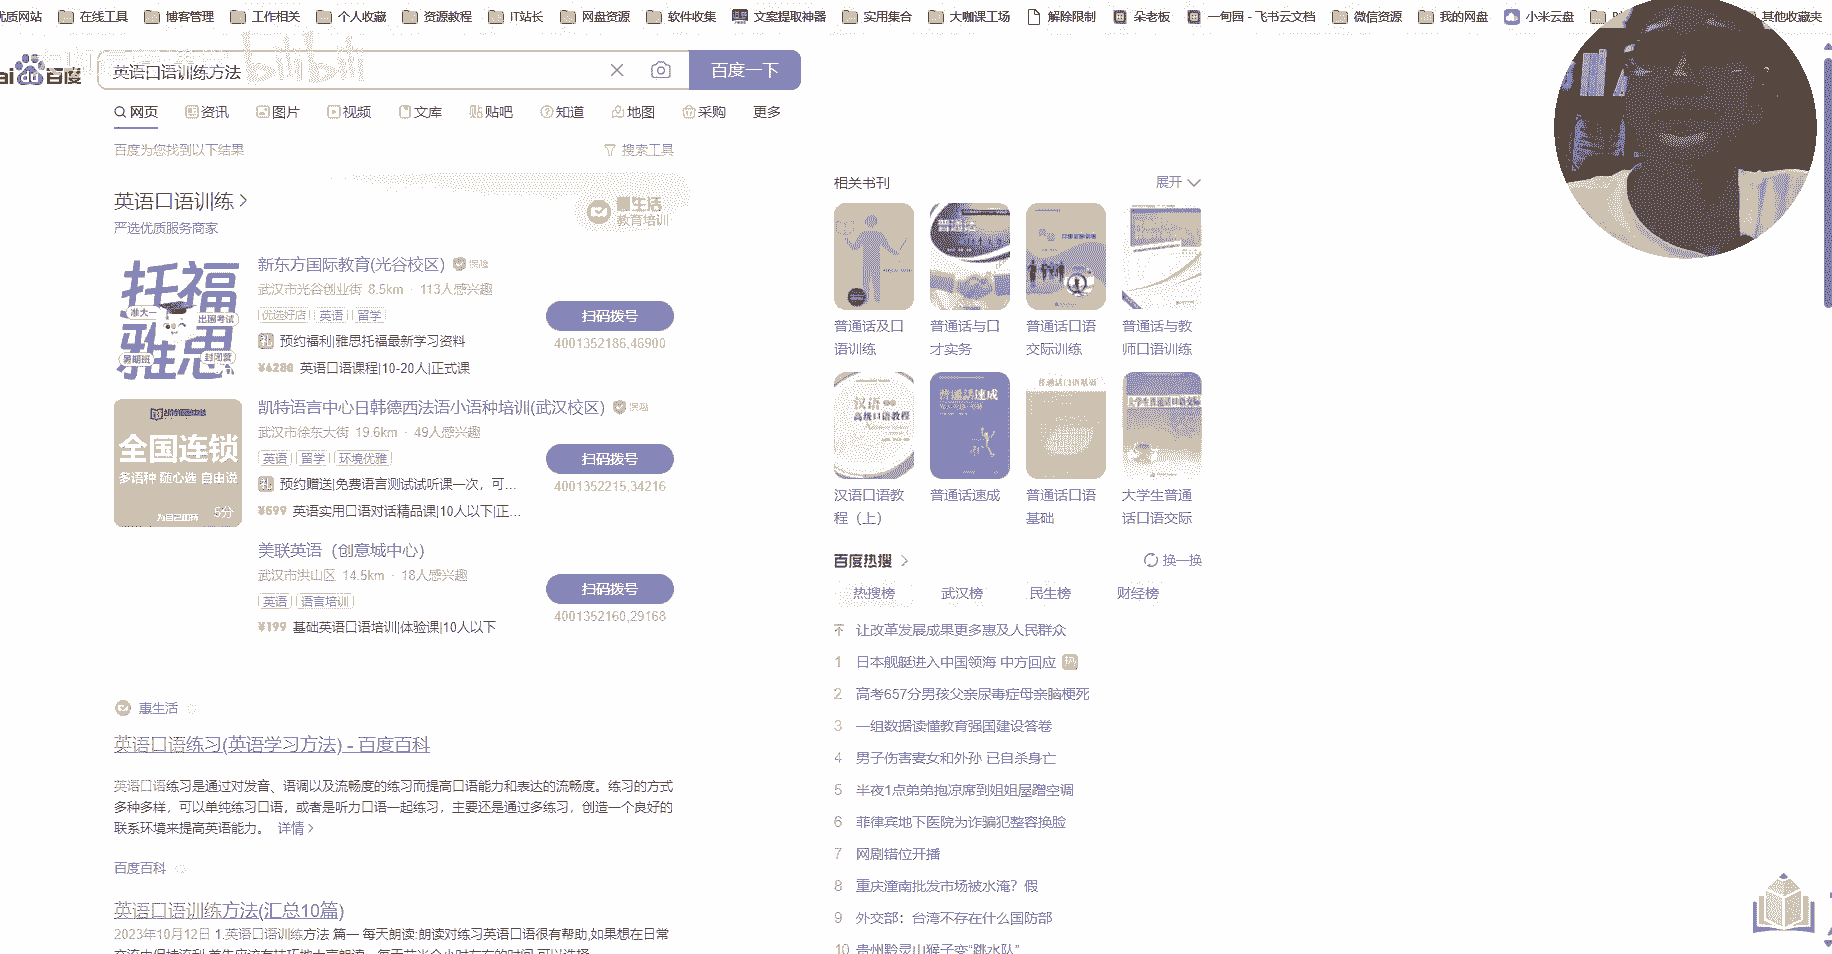 优质网站 在线工具 博客管理 工作相关 个人收藏 资源教程 IT站长 网盘资源 软件收集 文案提取神器 实用集合 大咖课工场 解除限制 朵老板 一甸园 - 飞书云文档 微信资源 我的网盘 小米云盘 其他收藏夹
百度
英语口语训练方法
bilibili
百度一下
网页 资讯 图片 视频 文库 贴吧 知道 地图 采购 更多
百度为您找到以下结果
搜索工具
英语口语训练
严选优质服务商家
惠生活
教育培训
托福
雅思
准大一
出国考试
暑期班
封闭营
新东方国际教育(光谷校区) 保障
武汉市光谷创业街 8.5km · 113人感兴趣
优选好店 英语 留学
预约福利|雅思托福最新学习资料
¥4280 英语口语课程|10-20人|正式课
扫码拨号
4001352186,46900
全国连锁
多语种 随心选 自由说
凯特语言中心日韩德西法语小语种培训(武汉校区) 保障
武汉市徐东大街 19.6km · 49人感兴趣
英语 留学 环境优雅
预约赠送|免费语言测试试听课一次，可...
¥599 英语实用口语对话精品课|10人以下|正...
扫码拨号
4001352215,34216
美联英语（创意城中心）
武汉市洪山区 14.5km · 18人感兴趣
英语 语言培训
¥199 基础英语口语培训|体验课|10人以下
扫码拨号
4001352160,29168
惠生活
英语口语练习(英语学习方法) - 百度百科
英语口语练习是通过对发音、语调以及流畅度的练习而提高口语能力和表达的流畅度。练习的方式
多种多样，可以单纯练习口语，或者是听力口语一起练习，主要还是通过多练习，创造一个良好的
联系环境来提高英语能力。 详情
百度百科
英语口语训练方法(汇总10篇)
2023年10月12日 1.英语口语训练方法 篇一 每天朗读:朗读对练习英语口语很有帮助,如果想在日常
相关书刊
展开
普通话及口语训练
普通话与口才实务
普通话口语交际训练
普通话与教师口语训练
汉语口语教程（上）
普通话速成
普通话口语基础
大学生普通话口语交际
百度热搜
换一换
热搜榜 武汉榜 民生榜 财经榜
让改革发展成果更多惠及人民群众
1 日本舰艇进入中国领海 中方回应 热
2 高考657分男孩父亲尿毒症母亲脑梗死
3 一组数据读懂教育强国建设答卷
4 男子伤害妻女和外孙 已自杀身亡
5 半夜1点弟弟抱凉席到姐姐屋蹭空调
6 菲律宾地下医院为诈骗犯整容换脸
7 网剧错位开播
8 重庆潼南批发市场被水淹？假
9 外交部：台湾不存在什么国防部
10 贵州黔灵山猴子变“跳水队”